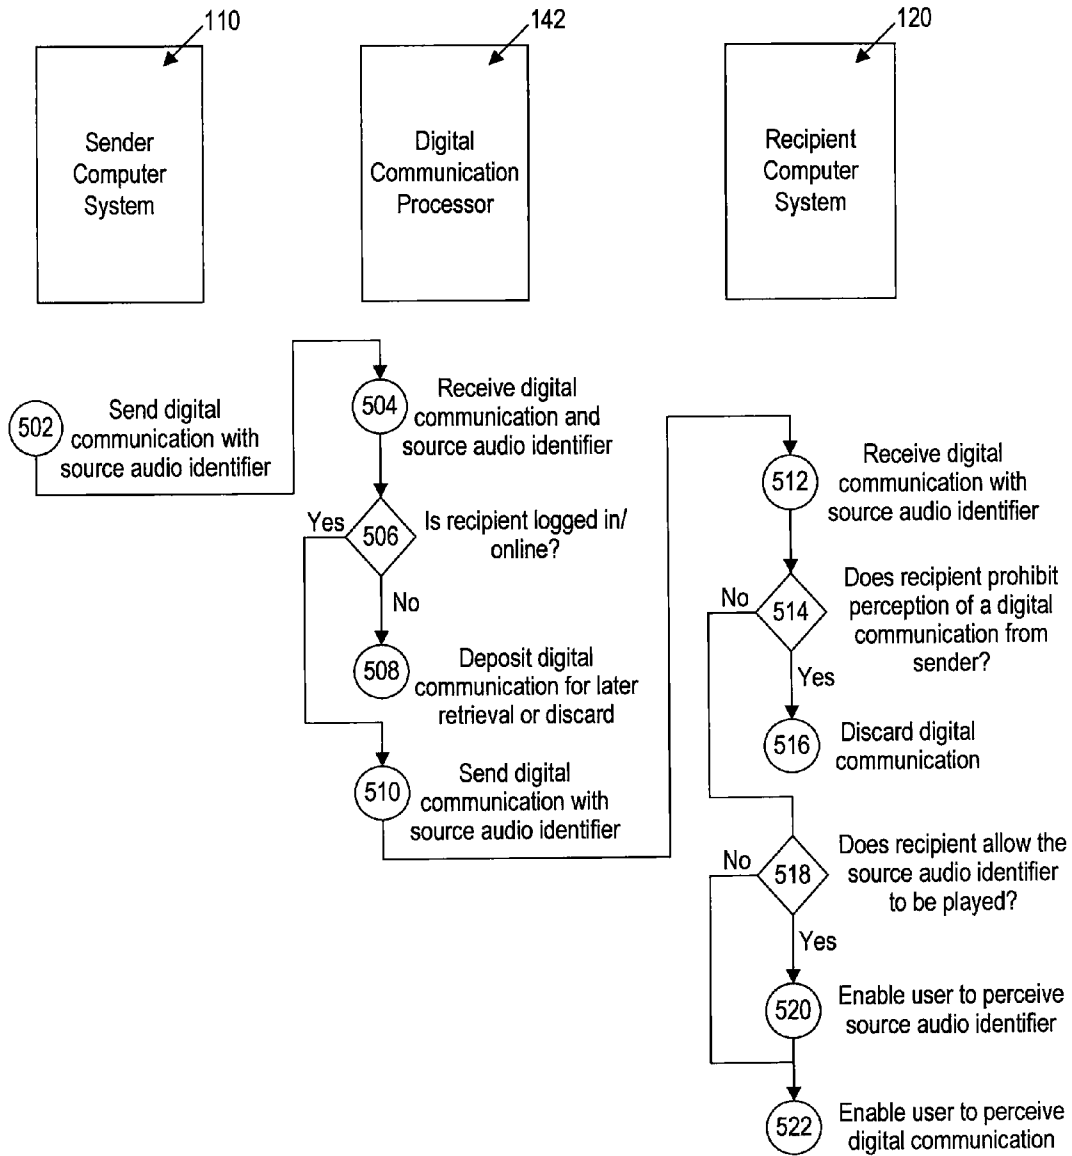 110
142
120
Sender
Computer
System
Digital
Communication
Processor
Recipient
Computer
System
502
Send digital
communication with
source audio identifier
504
Receive digital
communication and
source audio identifier
506
Is recipient logged in/
online?
Yes
No
508
Deposit digital
communication for later
retrieval or discard
510
Send digital
communication with
source audio identifier
512
Receive digital
communication with
source audio identifier
514
Does recipient prohibit
perception of a digital
communication from
sender?
No
Yes
516
Discard digital
communication
518
Does recipient allow the
source audio identifier
to be played?
No
Yes
520
Enable user to perceive
source audio identifier
522
Enable user to perceive
digital communication